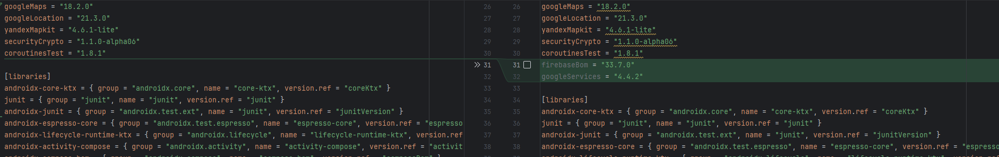 googleMaps = "18.2.0"
googleLocation = "21.3.0"
yandexMapkit = "4.6.1-lite"
securityCrypto = "1.1.0-alpha06"
coroutinesTest = "1.8.1"
[libraries]
androidx-core-ktx = { group = "androidx.core", name = "core-ktx", version.ref = "coreKtx" }
junit = { group = "junit", name = "junit", version.ref = "junit" }
androidx-junit = { group = "androidx.test.ext", name = "junit", version.ref = "junitVersion" }
androidx-espresso-core = { group = "androidx.test.espresso", name = "espresso-core", version.ref = "espresso
androidx-lifecycle-runtime-ktx = { group = "androidx.lifecycle", name = "lifecycle-runtime-ktx", version.ref
androidx-activity-compose = { group = "androidx.activity", name = "activity-compose", version.ref = "activit
26 26
27 27
28 28
29 29
30 30
31 31
32 32
33 33
34 34
35 35
36 36
37 37
38 38
googleMaps = "18.2.0"
googleLocation = "21.3.0"
yandexMapkit = "4.6.1-lite"
securityCrypto = "1.1.0-alpha06"
coroutinesTest = "1.8.1"
firebaseBom = "33.7.0"
googleServices = "4.4.2"
[libraries]
androidx-core-ktx = { group = "androidx.core", name = "core-ktx", version.ref = "coreKtx" }
junit = { group = "junit", name = "junit", version.ref = "junit" }
androidx-junit = { group = "androidx.test.ext", name = "junit", version.ref = "junitVersion" }
androidx-espresso-core = { group = "androidx.test.espresso", name = "espresso-core", version.ref = "espresso